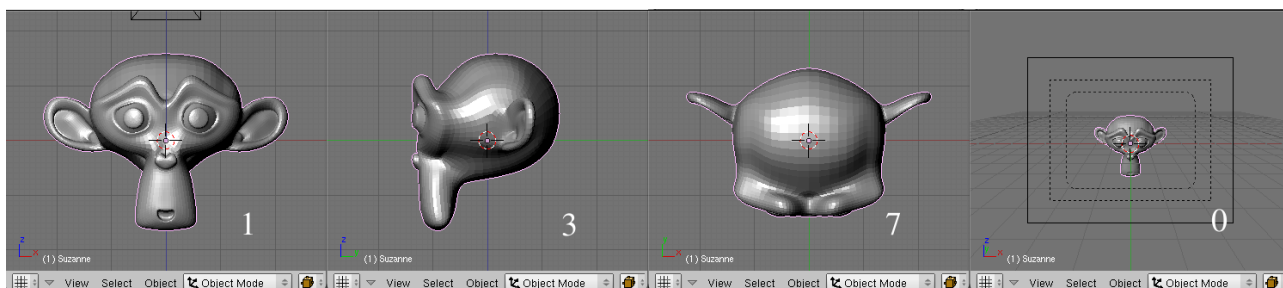 1
z
x
(1) Suzanne
View Select Object Object Mode
3
z
y
(1) Suzanne
View Select Object Object Mode
7
y
x
(1) Suzanne
View Select Object Object Mode
0
z
x
(1) Suzanne
View Select Object Object Mode